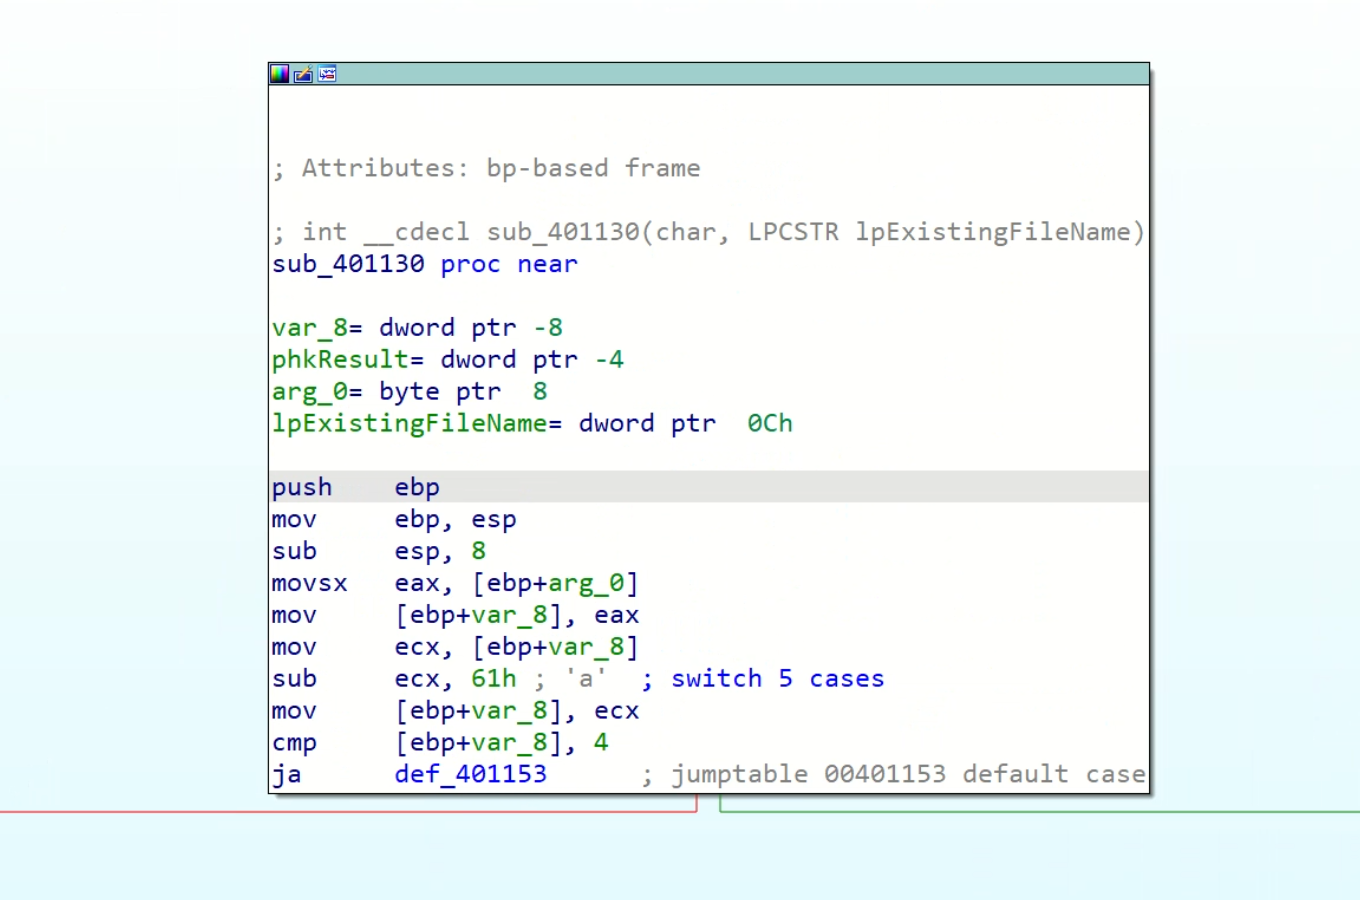 ; Attributes: bp-based frame
; int __cdecl sub_401130(char, LPCSTR lpExistingFileName)
sub_401130 proc near
var_8= dword ptr -8
phkResult= dword ptr -4
arg_0= byte ptr  8
lpExistingFileName= dword ptr  0Ch
push    ebp
mov     ebp, esp
sub     esp, 8
movsx   eax, [ebp+arg_0]
mov     [ebp+var_8], eax
mov     ecx, [ebp+var_8]
sub     ecx, 61h ; 'a'  ; switch 5 cases
mov     [ebp+var_8], ecx
cmp     [ebp+var_8], 4
ja      def_401153      ; jumptable 00401153 default case